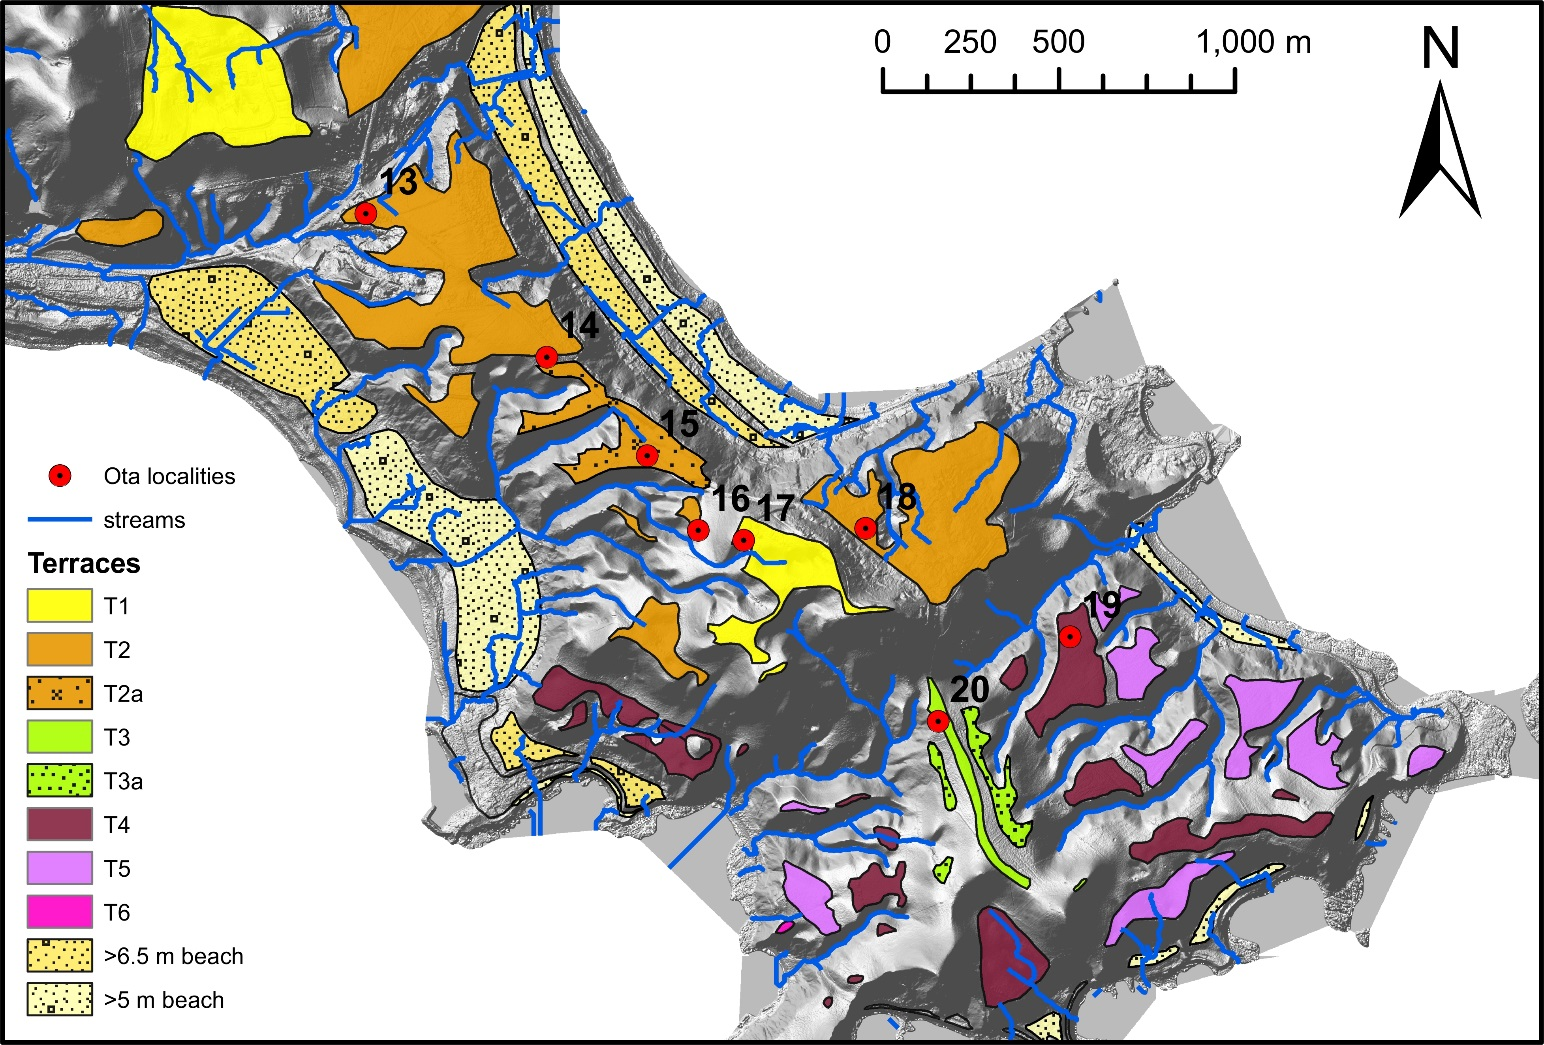 0 250 500 1,000 m
N
13
14
15
16
17
18
19
20
Ota localities
streams
Terraces
T1
T2
T2a
T3
T3a
T4
T5
T6
>6.5 m beach
>5 m beach